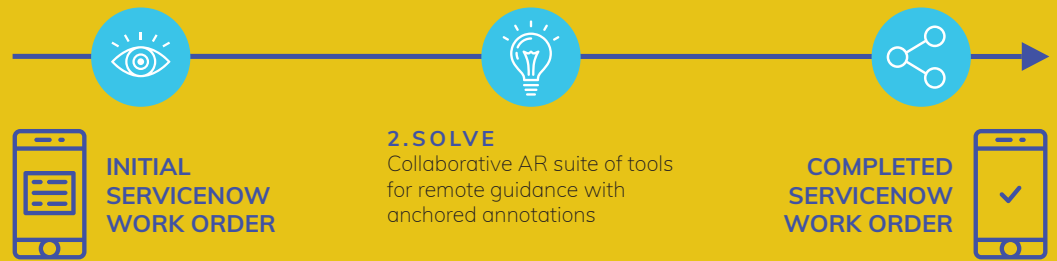 INITIAL
SERVICENOW
WORK ORDER
2.SOLVE
Collaborative AR suite of tools
for remote guidance with
anchored annotations
COMPLETED
SERVICENOW
WORK ORDER